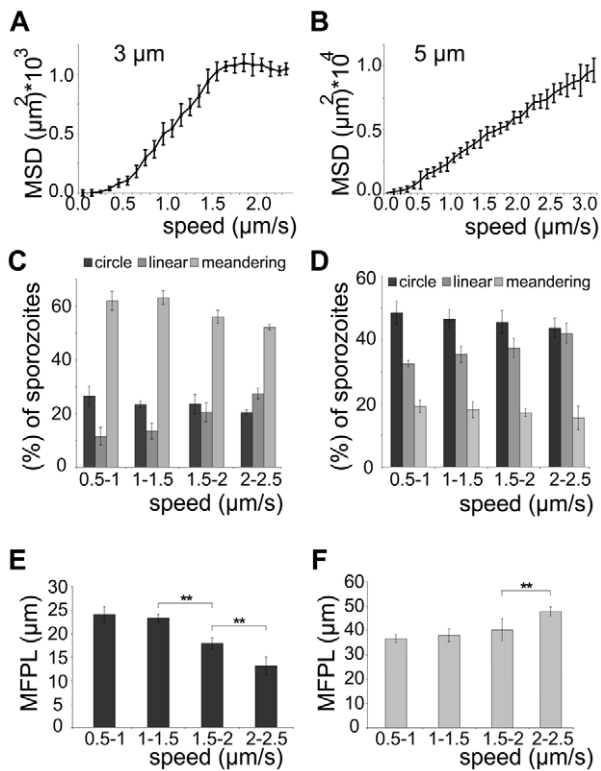 A
3 µm
MSD (µm²)*10³
1.0
0.5
0.0
0.0 0.5 1.0 1.5 2.0
speed (µm/s)
B
5 µm
MSD (µm²)*10⁴
1.0
0.5
0
0.0 0.5 1.0 1.5 2.0 2.5 3.0
speed (µm/s)
C
circle linear meandering
(%) of sporozoites
60
40
20
0
0.5-1 1-1.5 1.5-2 2-2.5
speed (µm/s)
D
circle linear meandering
(%) of sporozoites
60
40
20
0
0.5-1 1-1.5 1.5-2 2-2.5
speed (µm/s)
E
MFPL (µm)
30
25
20
15
10
5
0
** **
0.5-1 1-1.5 1.5-2 2-2.5
speed (µm/s)
F
MFPL (µm)
60
50
40
30
20
10
0
**
0.5-1 1-1.5 1.5-2 2-2.5
speed (µm/s)